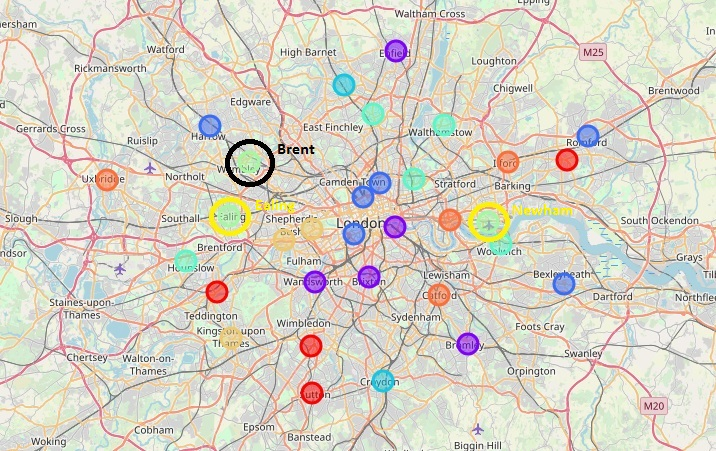 Epping
Waltham Cross
Watford
High Barnet
Enfield
M25
Rickmansworth
Loughton
Chigwell
Brentwood
Edgware
Gerrards Cross
Harrow
East Finchley
Walthamstow
Romford
Ruislip
Brent
Wembley
Ilford
Uxbridge
Northolt
Camden Town
Stratford
Barking
Southall
Ealing
Ealing
Shepherd's
Bush
London
Newham
South Ockendon
Brentford
Woolwich
Grays
Hounslow
Fulham
Tilbury
Wandsworth
Brixton
Lewisham
Bexleyheath
Dartford
Northfleet
Staines-upon-
Thames
Teddington
Catford
Wimbledon
Sydenham
Foots Cray
Kingston upon
Thames
Chertsey
Walton-on-
Thames
Bromley
Swanley
Orpington
Croydon
Sutton
M20
Cobham
Epsom
Banstead
Woking
Biggin Hill